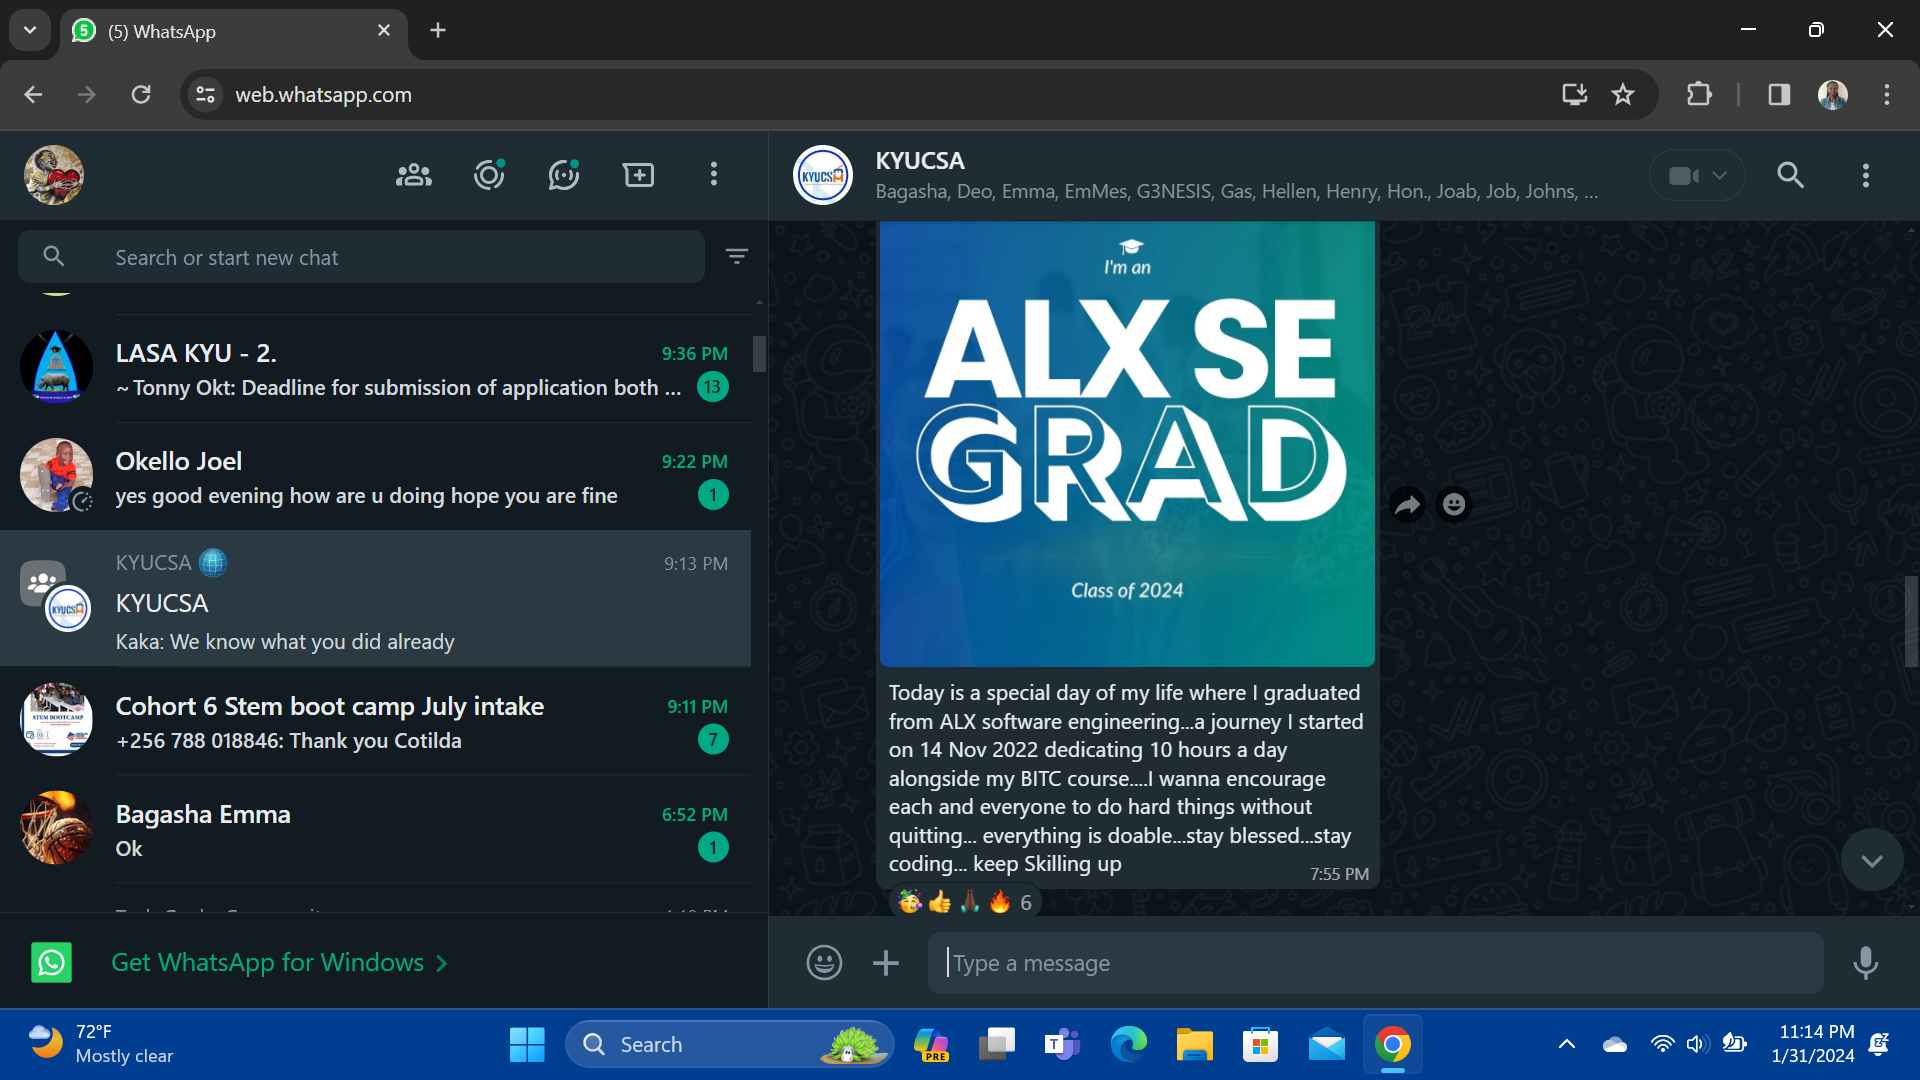 (5) WhatsApp
web.whatsapp.com
Search or start new chat
LASA KYU - 2.
9:36 PM
~ Tonny Okt: Deadline for submission of application both ...
13
Okello Joel
9:22 PM
yes good evening how are u doing hope you are fine
1
KYUCSA 🌐
9:13 PM
KYUCSA
Kaka: We know what you did already
Cohort 6 Stem boot camp July intake
9:11 PM
+256 788 018846: Thank you Cotilda
7
Bagasha Emma
6:52 PM
Ok
1
Get WhatsApp for Windows
KYUCSA
KYUCSA
Bagasha, Deo, Emma, EmMes, G3NESIS, Gas, Hellen, Henry, Hon., Joab, Job, Johns, ...
I'm an
ALX SE
GRAD
Class of 2024
Today is a special day of my life where I graduated
from ALX software engineering...a journey I started
on 14 Nov 2022 dedicating 10 hours a day
alongside my BITC course....I wanna encourage
each and everyone to do hard things without
quitting... everything is doable...stay blessed...stay
coding... keep Skilling up
7:55 PM
6
Type a message
72°F
Mostly clear
Search
PRE
11:14 PM
1/31/2024